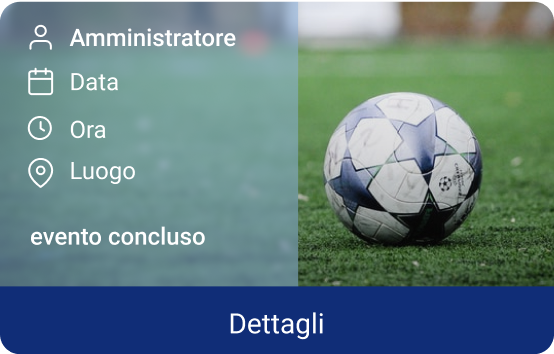 Amministratore
Data
Ora
Luogo
evento concluso
Dettagli